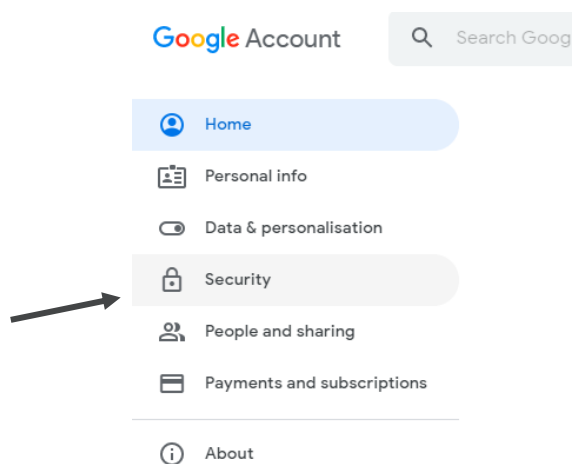 Google Account
Search Goog
Home
Personal info
Data & personalisation
Security
People and sharing
Payments and subscriptions
About